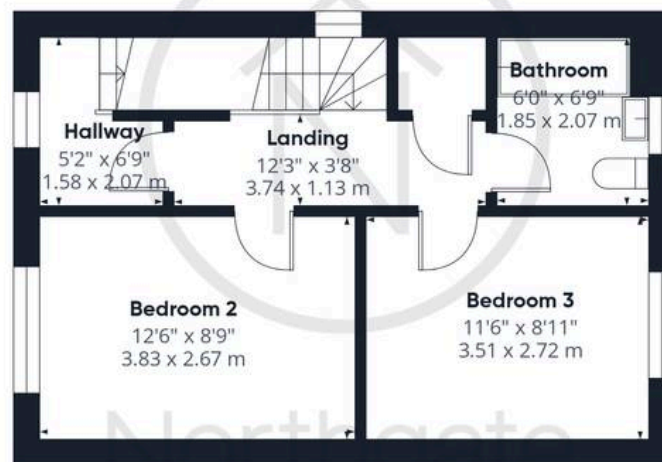 Bathroom
6'0" x 6'9"
1.85 x 2.07 m
Hallway
5'2" x 6'9"
1.58 x 2.07 m
Landing
12'3" x 3'8"
3.74 x 1.13 m
Bedroom 2
12'6" x 8'9"
3.83 x 2.67 m
Bedroom 3
11'6" x 8'11"
3.51 x 2.72 m
Northgate